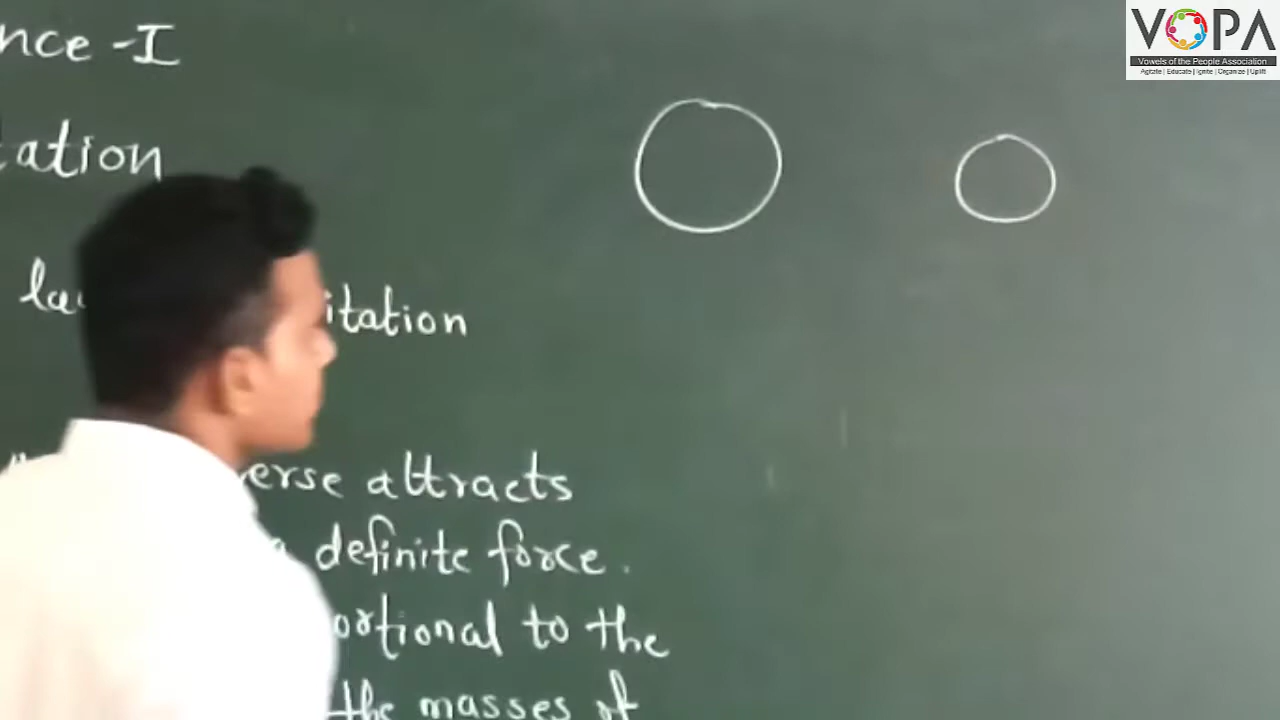 nce - I
tation
VOPA
Vowels of the People Association
Agitate | Educate | Ignite | Organize | Uplift
la itation
erse attracts
a definite force.
ortional to the
the masses of